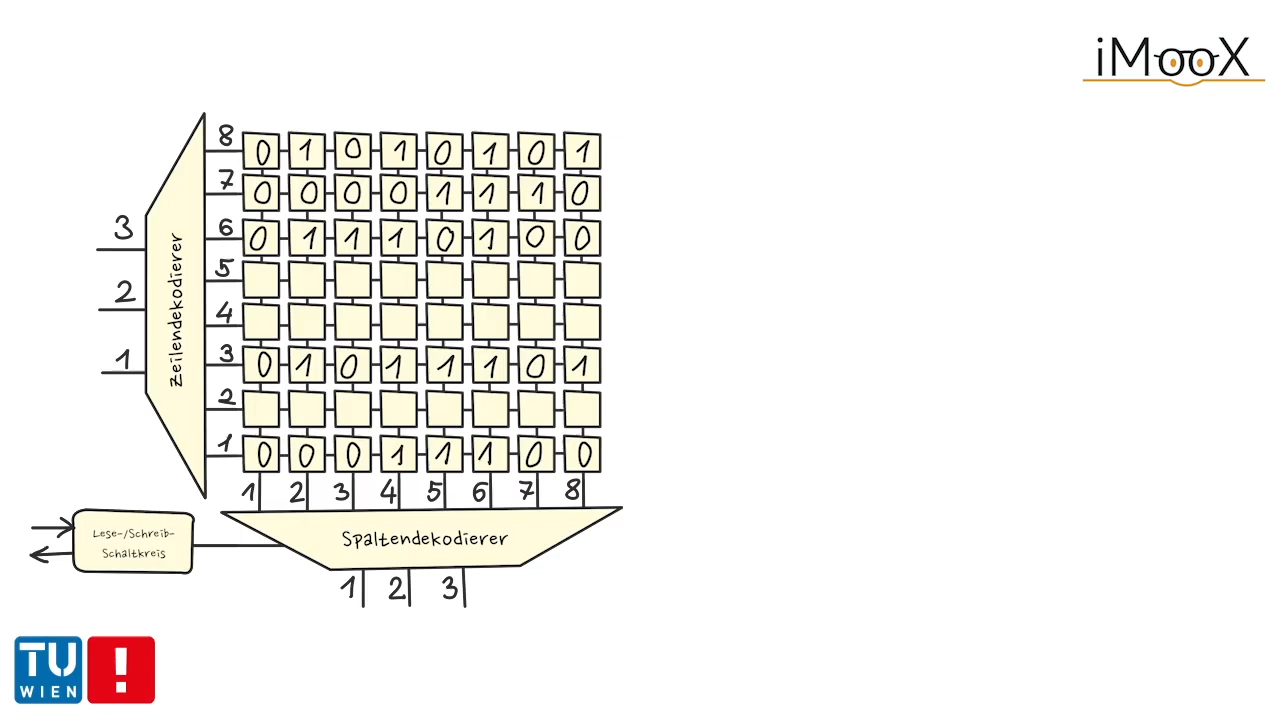 iMooX
8 0 1 0 1 0 1 0 1
7 0 0 0 0 1 1 1 0
6 0 1 1 1 0 1 0 0
5
4
3 0 1 0 1 1 1 0 1
2
1 0 0 0 1 1 1 0 0
3
2
1
Zeilendekodierer
1 2 3 4 5 6 7 8
Lese-/Schreib-
Schaltkreis
Spaltendekodierer
1 2 3
TU
WIEN
!